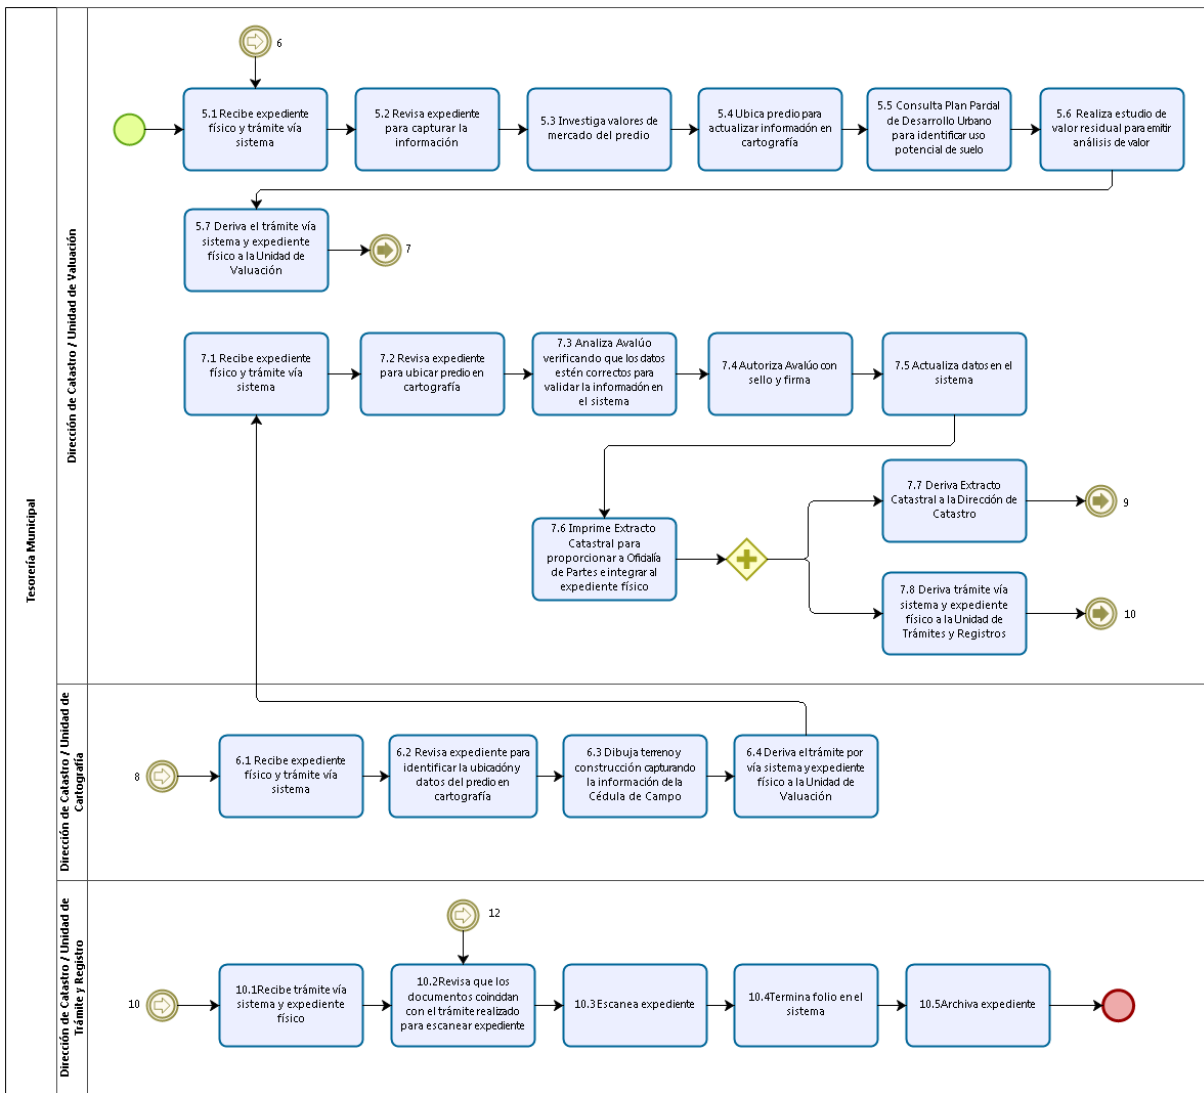 Tesorería Municipal
Dirección de Catastro / Unidad de Valuación
6
5.1 Recibe expediente
físico y trámite vía
sistema
5.2 Revisa expediente
para capturar la
información
5.3 Investiga valores de
mercado del predio
5.4 Ubica predio para
actualizar información en
cartografía
5.5 Consulta Plan Parcial
de Desarrollo Urbano
para identificar uso
potencial de suelo
5.6 Realiza estudio de
valor residual para emitir
análisis de valor
5.7 Deriva el trámite vía
sistema y expediente
físico a la Unidad de
Valuación
7
7.1 Recibe expediente
físico y trámite vía
sistema
7.2 Revisa expediente
para ubicar predio en
cartografía
7.3 Analiza Avalúo
verificando que los datos
estén correctos para
validar la información en
el sistema
7.4 Autoriza Avalúo con
sello y firma
7.5 Actualiza datos en el
sistema
7.6 Imprime Extracto
Catastral para
proporcionar a Oficialía
de Partes e integrar al
expediente físico
7.7 Deriva Extracto
Catastral a la Dirección de
Catastro
9
7.8 Deriva trámite vía
sistema y expediente
físico a la Unidad de
Trámites y Registros
10
Dirección de Catastro / Unidad de
Cartografía
8
6.1 Recibe expediente
físico y trámite vía
sistema
6.2 Revisa expediente para
identificar la ubicación y
datos del predio en
cartografía
6.3 Dibuja terreno y
construcción capturando
la información de la
Cédula de Campo
6.4 Deriva el trámite por
vía sistema y expediente
físico a la Unidad de
Valuación
Dirección de Catastro / Unidad de
Trámite y Registro
12
10
10.1Recibe trámite vía
sistema y expediente
físico
10.2Revisa que los
documentos coincidan
con el trámite realizado
para escanear expediente
10.3Escanea expediente
10.4Termina folio en el
sistema
10.5Archiva expediente